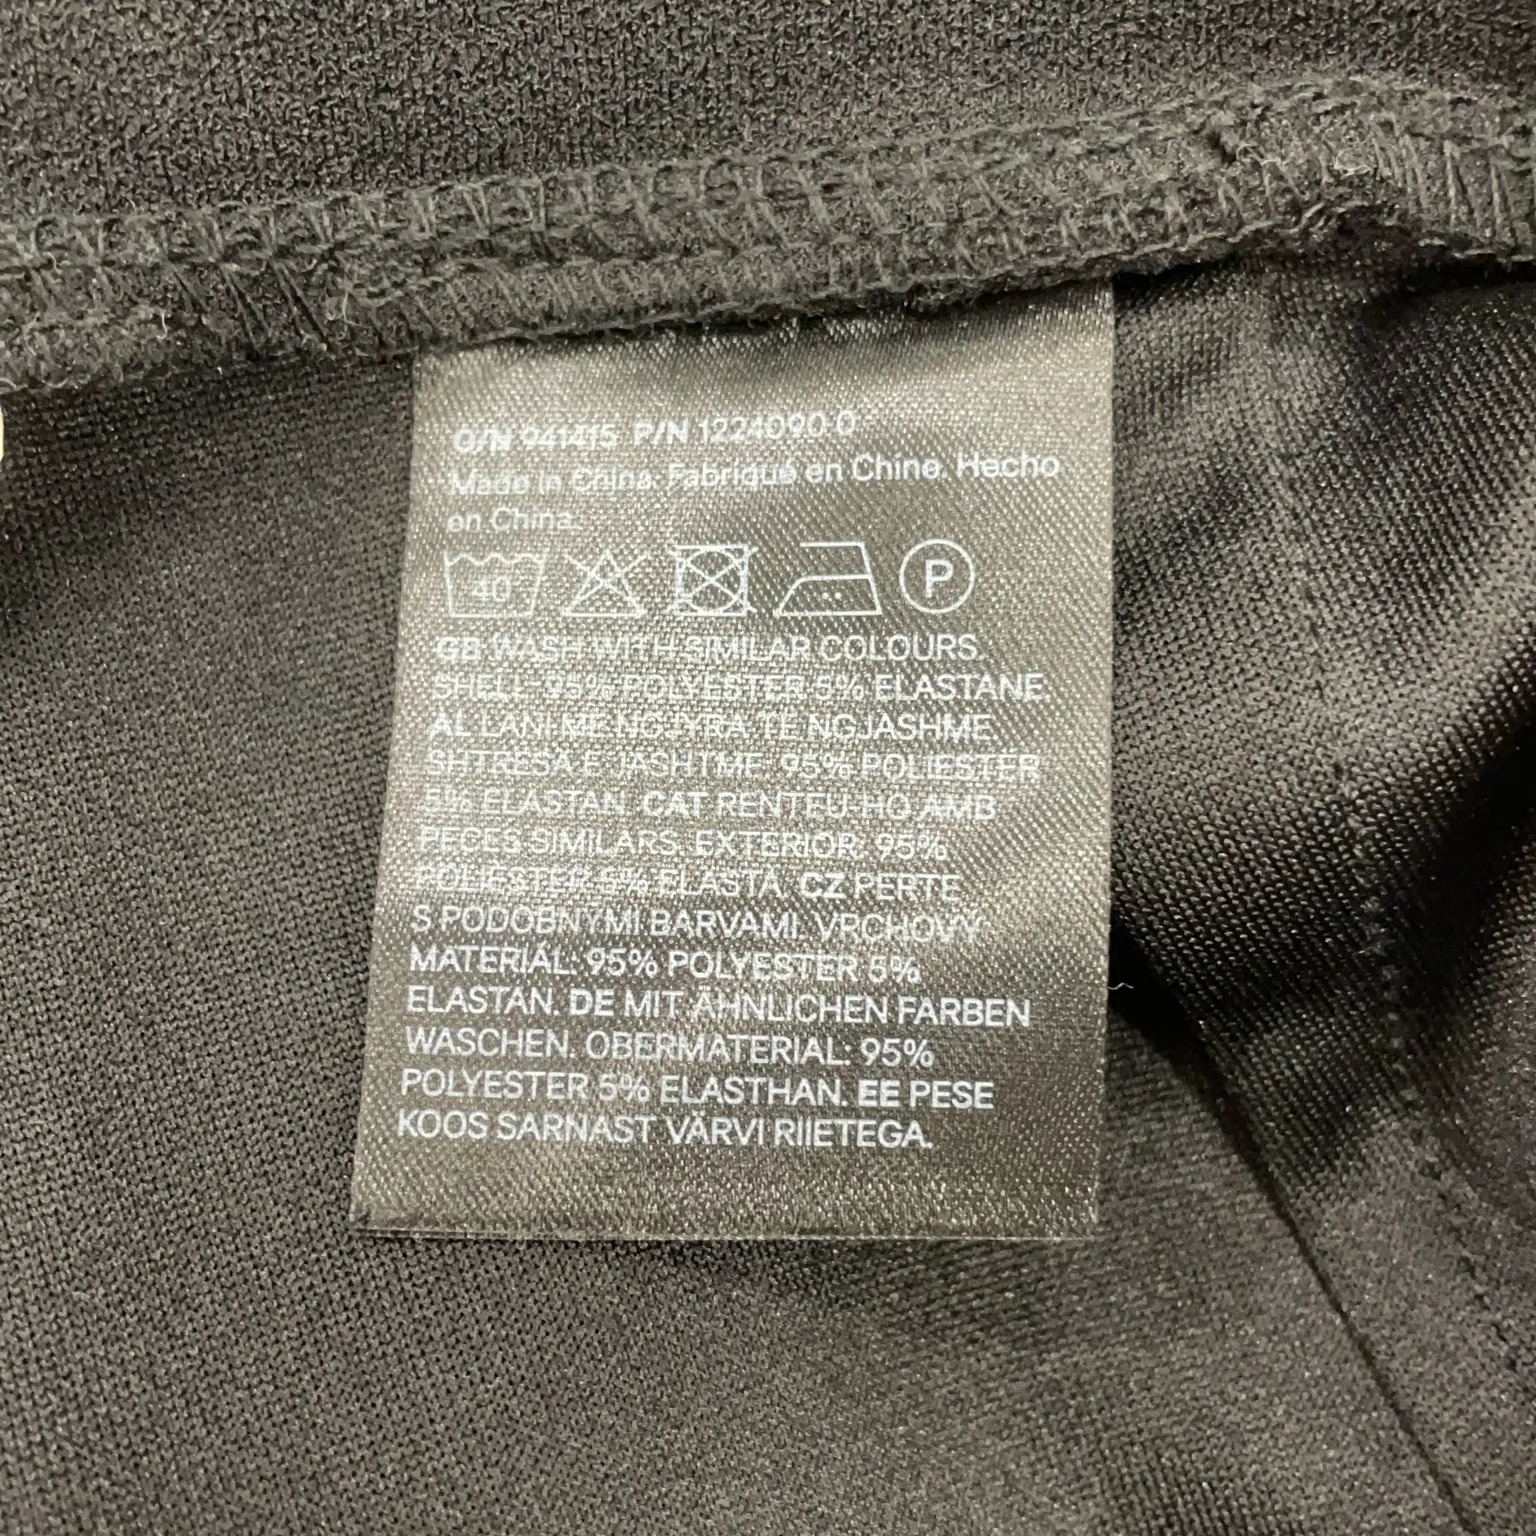 O/N 941415 P/N 1224090 0
Made in China. Fabriqué en Chine. Hecho
en China.
40 P
GB WASH WITH SIMILAR COLOURS.
SHELL: 95% POLYESTER 5% ELASTANE
AL LANI ME NGJYRA TE NGJASHME
SHTRESA E JASHTME: 95% POLIESTER
5% ELASTAN. CAT RENTEU-HO AMB
PECES SIMILARS. EXTERIOR: 95%
POLIÈSTER 5% ELASTÀ. CZ PERTE
S PODOBNÝMI BARVAMI. VRCHOVÝ
MATERIÁL: 95% POLYESTER 5%
ELASTAN. DE MIT ÄHNLICHEN FARBEN
WASCHEN. OBERMATERIAL: 95%
POLYESTER 5% ELASTHAN. EE PESE
KOOS SARNAST VÄRVI RIIETEGA.